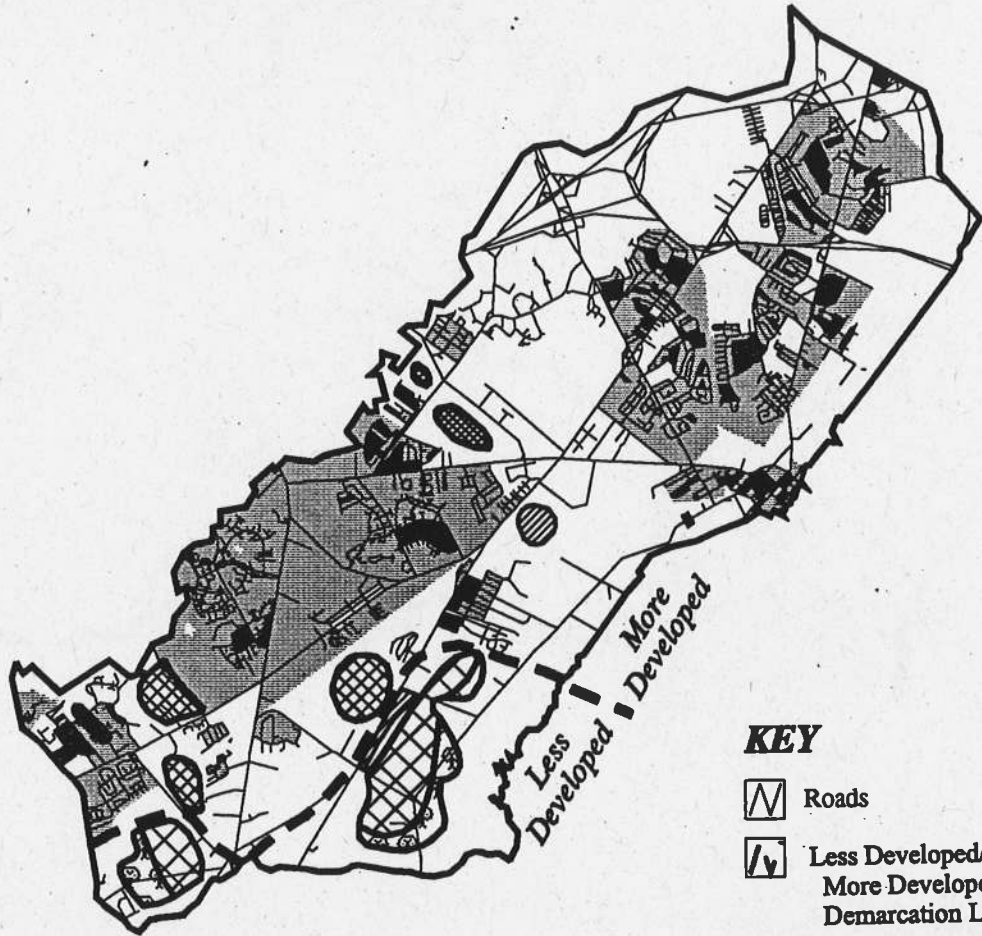 More
Developed
Less
Developed
KEY
Roads
Less Developed/
More Develope
Demarcation L